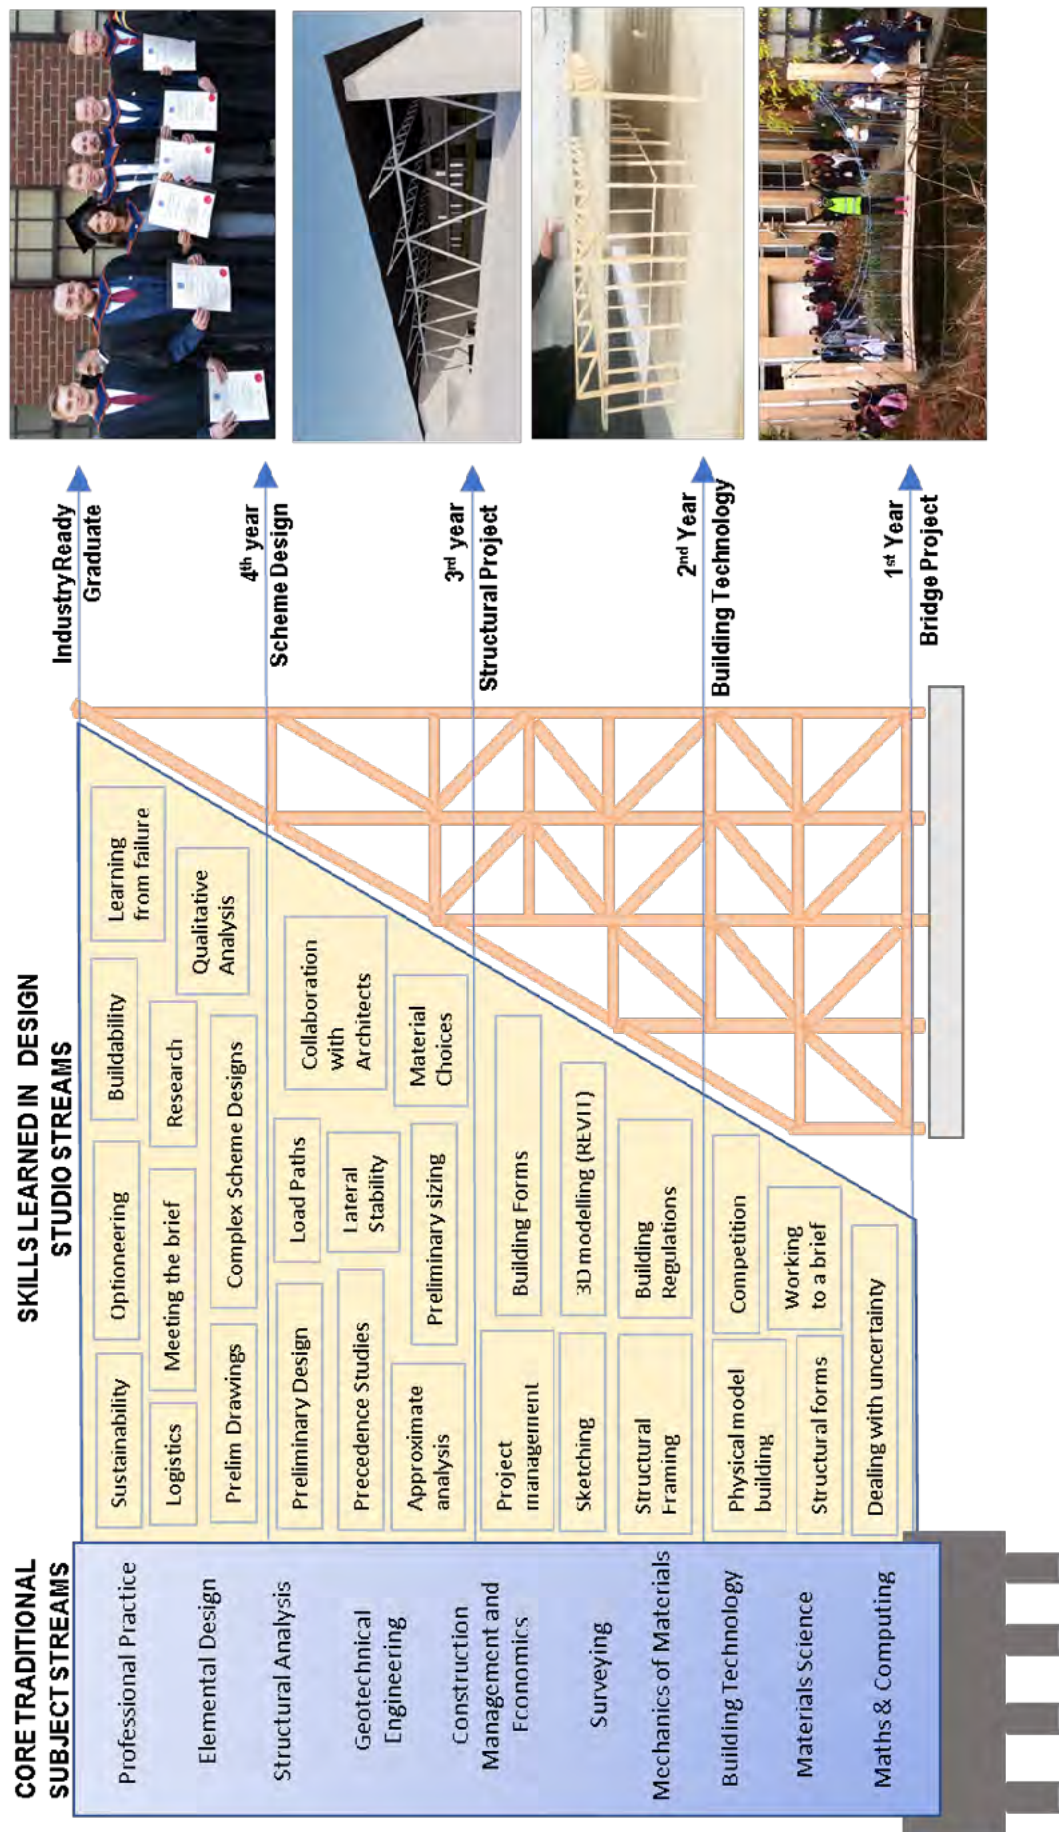 CORE TRADITIONAL
SUBJECT STREAMS
Professional Practice
Elemental Design
Structural Analysis
Geotechnical
Engineering
Construction
Management and
Economics
Surveying
Mechanics of Materials
Building Technology
Materials Science
Maths & Computing
SKILLS LEARNED IN DESIGN
STUDIO STREAMS
Sustainability
Optioneering
Buildability
Learning
from failure
Logistics
Meeting the brief
Research
Qualitative
Analysis
Prelim Drawings
Complex Scheme Designs
Preliminary Design
Load Paths
Collaboration
with
Architects
Precedence Studies
Lateral
Stability
Approximate
analysis
Preliminary sizing
Material
Choices
Project
management
Building Forms
Sketching
3D modelling (REVIT)
Structural
Framing
Building
Regulations
Physical model
building
Competition
Structural forms
Working
to a brief
Dealing with uncertainty
Industry Ready
Graduate
4th year
Scheme Design
3rd year
Structural Project
2nd Year
Building Technology
1st Year
Bridge Project